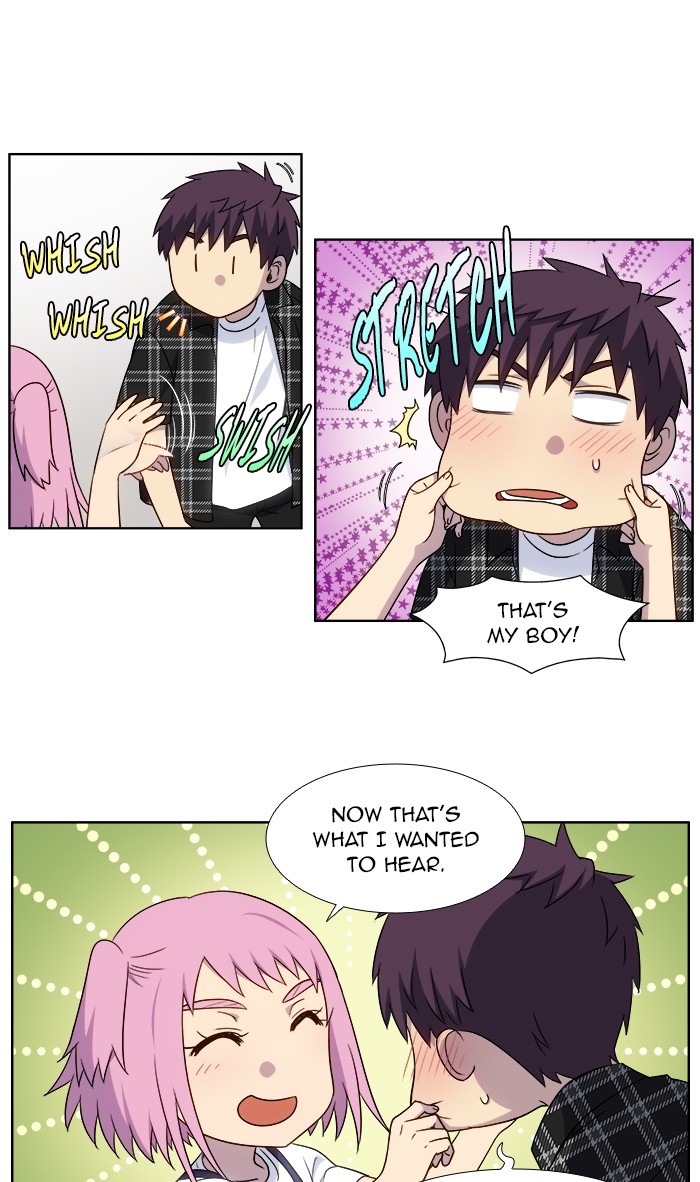 WHISH
WHISH
SWISH
STRETCH
THAT'S
MY BOY!
NOW THAT'S
WHAT I WANTED
TO HEAR.